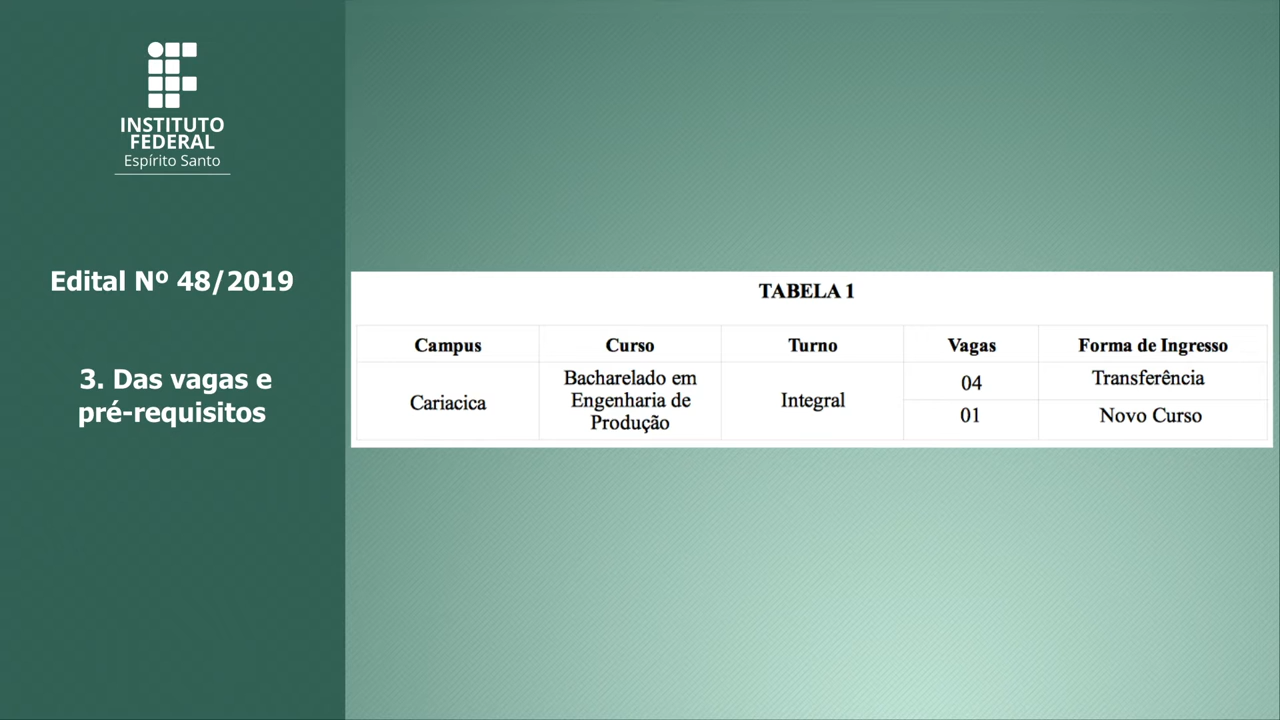 INSTITUTO
FEDERAL
Espírito Santo
Edital Nº 48/2019
3. Das vagas e
pré-requisitos
TABELA 1
Campus Curso Turno Vagas Forma de Ingresso
Cariacica Bacharelado em Engenharia de Produção Integral 04 Transferência
01 Novo Curso